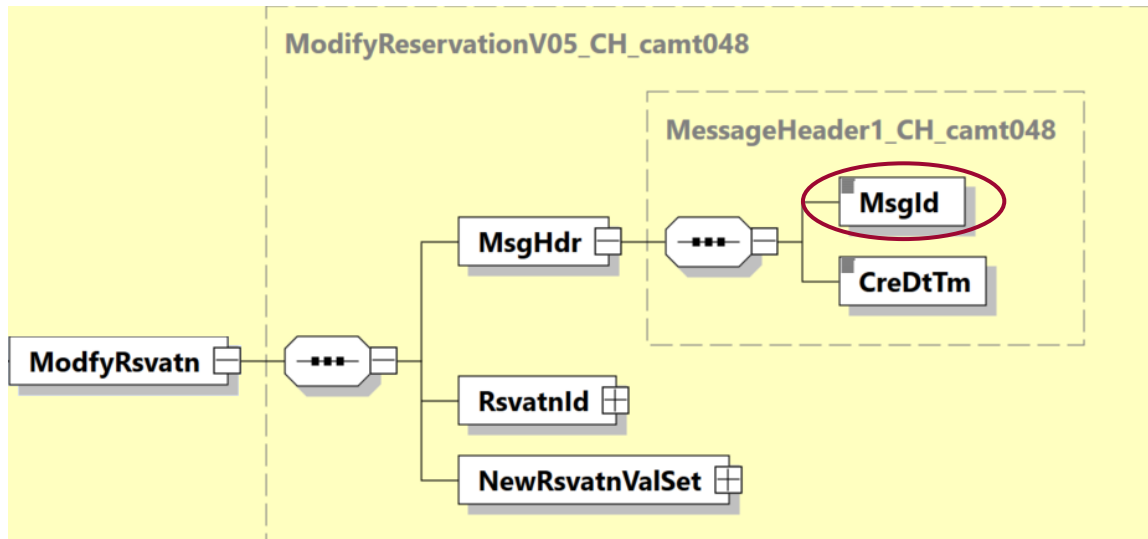 ModifyReservationV05_CH_camt048
MessageHeader1_CH_camt048
MsgId
MsgHdr
CreDtTm
ModfyRsvatn
RsvatnId
NewRsvatnValSet